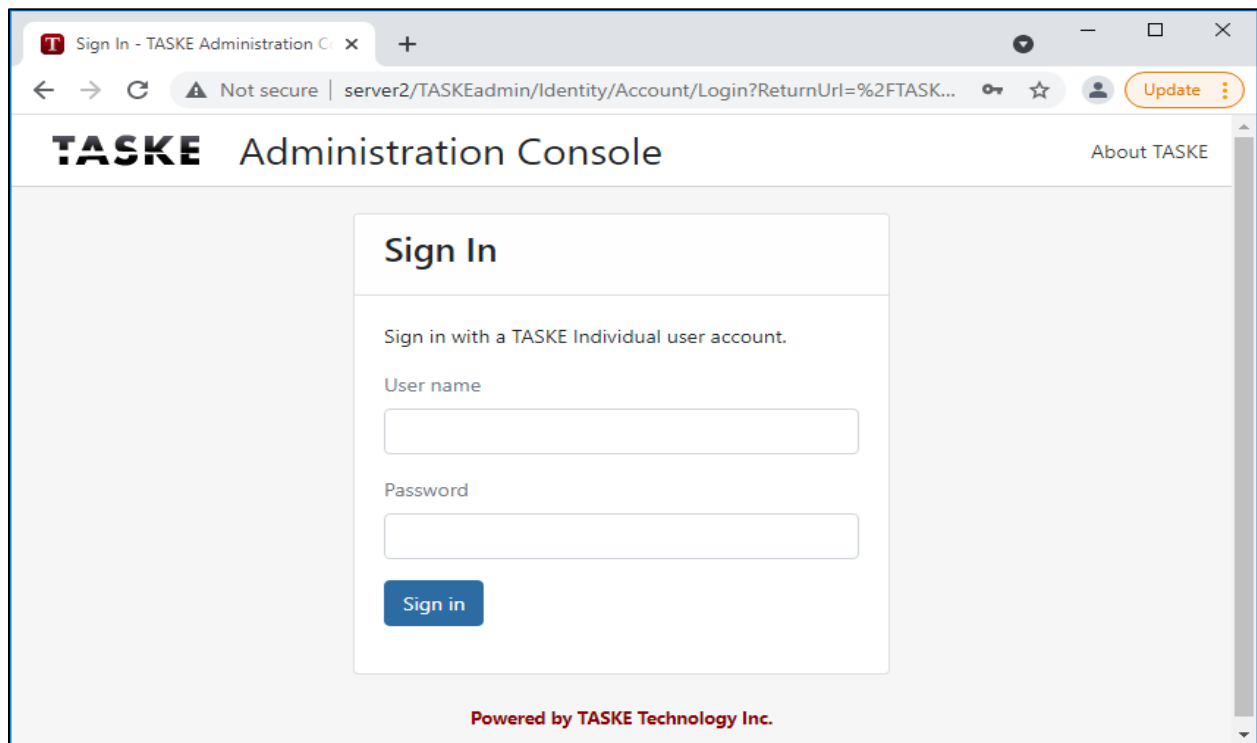 T Sign In - TASKE Administration C
Not secure | server2/TASKEadmin/Identity/Account/Login?ReturnUrl=%2FTASK... Update
TASKE Administration Console About TASKE
Sign In
Sign in with a TASKE Individual user account.
User name
Password
Sign in
Powered by TASKE Technology Inc.